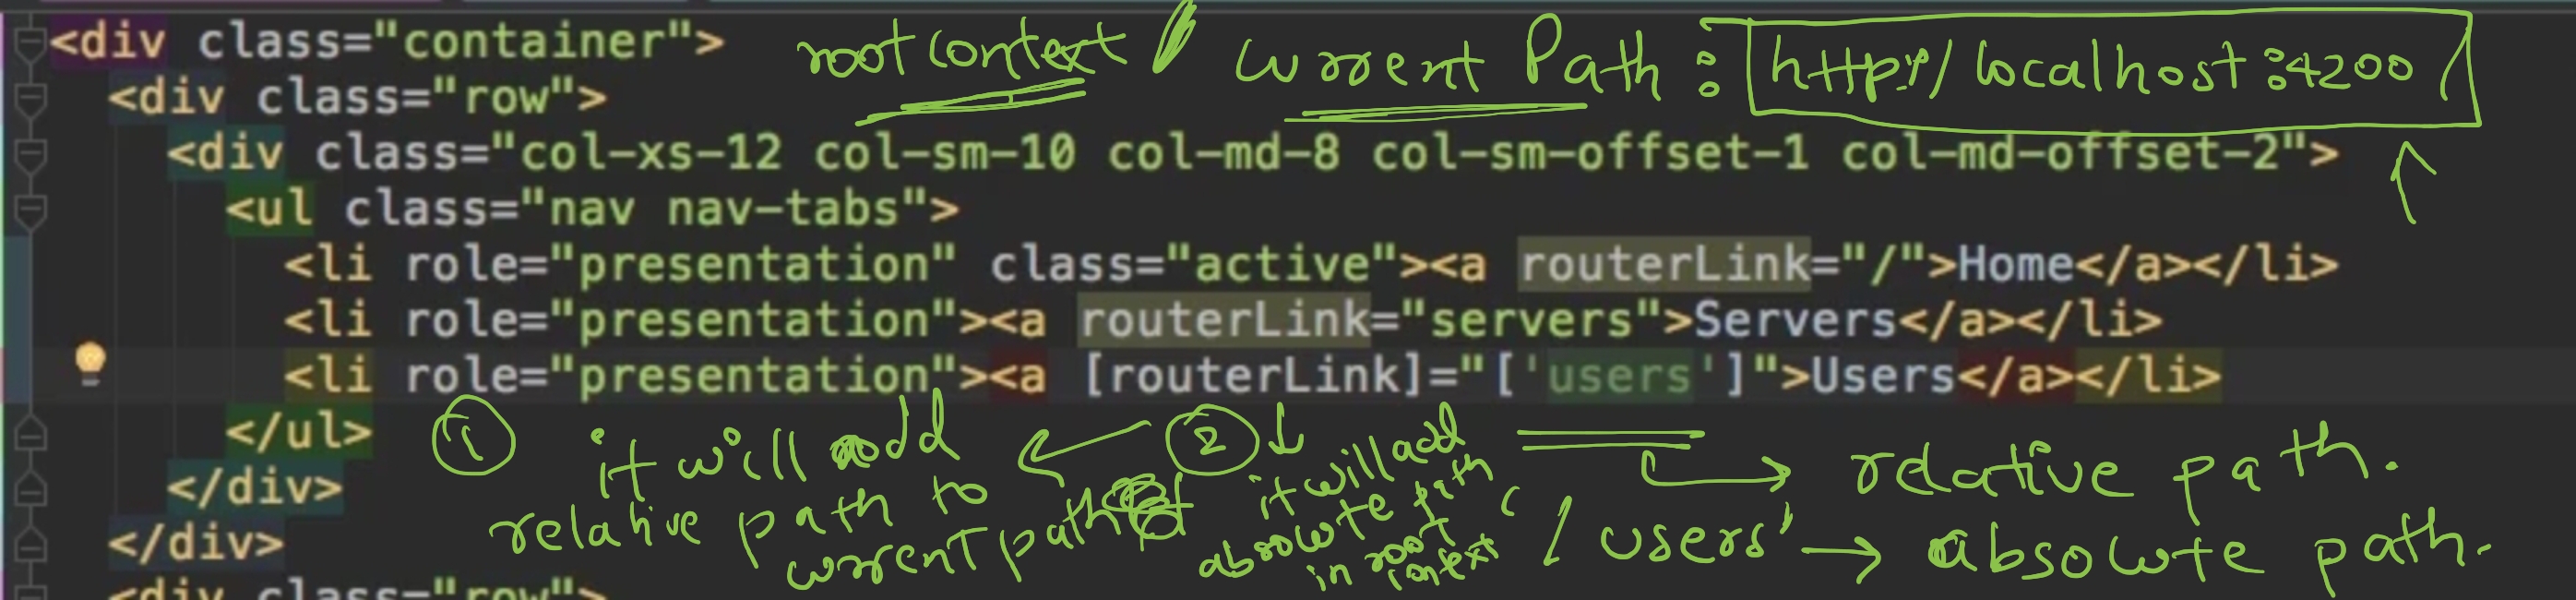 <div class="container">
rootcontext / Current Path : http:/ localhost:4200 /
<div class="row">
<div class="col-xs-12 col-sm-10 col-md-8 col-sm-offset-1 col-md-offset-2">
<ul class="nav nav-tabs">
<li role="presentation" class="active"><a routerLink="/">Home</a></li>
<li role="presentation"><a routerLink="servers">Servers</a></li>
<li role="presentation"><a [routerLink]="['users']">Users</a></li>
</ul>
</div>
</div>
<div class="row">
1 it will add
relative path to
current path
2 it will add
absolute path
in root
context
relative path.
'/users' → absolute path.